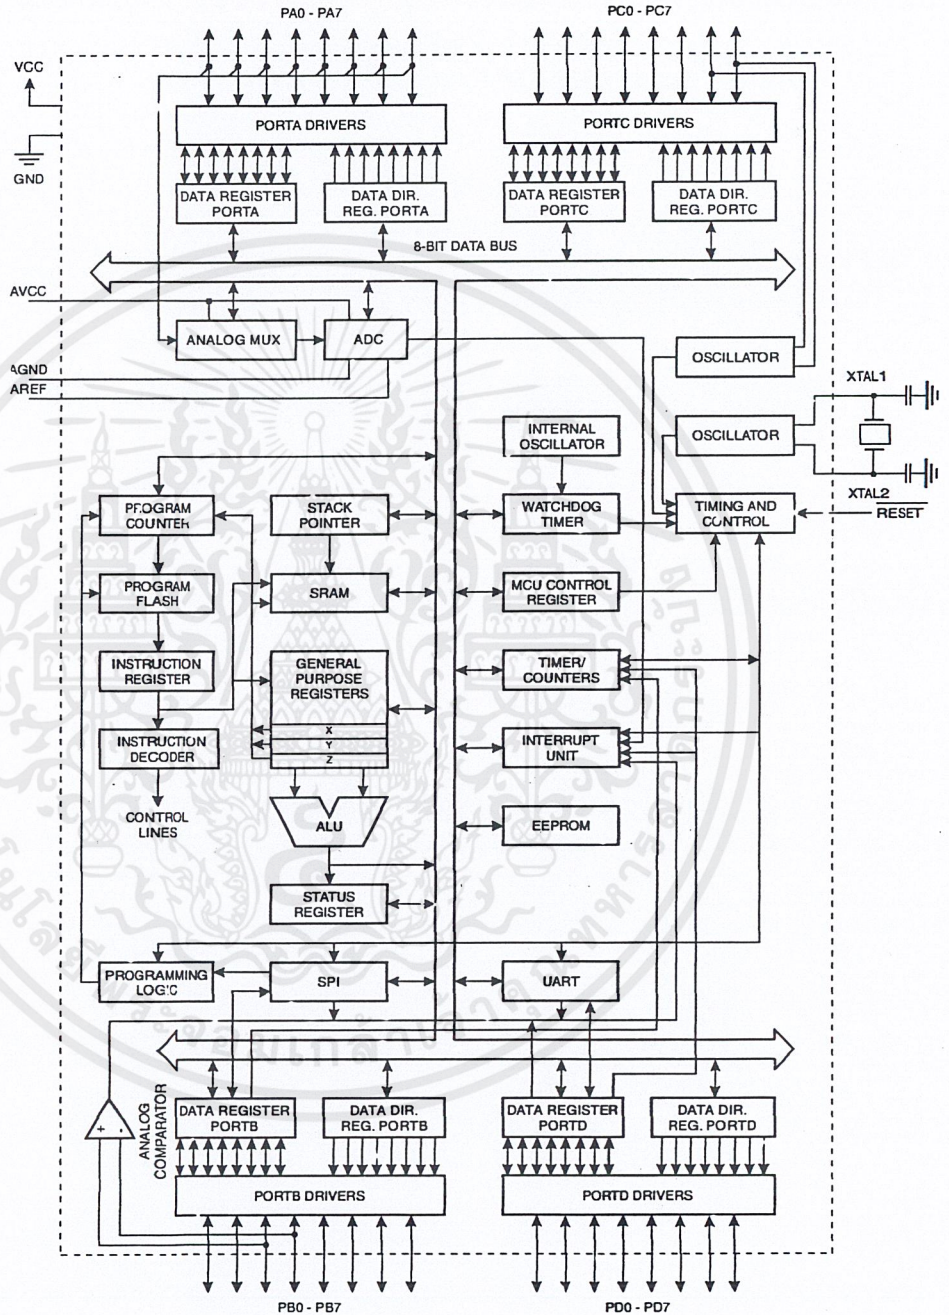 PA0 - PA7
PC0 - PC7
VCC
PORTA DRIVERS
PORTC DRIVERS
GND
DATA REGISTER
PORTA
DATA DIR.
REG. PORTA
DATA REGISTER
PORTC
DATA DIR.
REG. PORTC
8-BIT DATA BUS
AVCC
ANALOG MUX
ADC
OSCILLATOR
AGND
AREF
XTAL1
INTERNAL
OSCILLATOR
OSCILLATOR
XTAL2
PROGRAM
COUNTER
STACK
POINTER
WATCHDOG
TIMER
TIMING AND
CONTROL
RESET
PROGRAM
FLASH
SRAM
MCU CONTROL
REGISTER
INSTRUCTION
REGISTER
GENERAL
PURPOSE
REGISTERS
X
Y
Z
TIMER/
COUNTERS
INSTRUCTION
DECODER
INTERRUPT
UNIT
CONTROL
LINES
ALU
EEPROM
STATUS
REGISTER
PROGRAMMING
LOGIC
SPI
UART
ANALOG
COMPARATOR
+
-
DATA REGISTER
PORTB
DATA DIR.
REG. PORTB
DATA REGISTER
PORTD
DATA DIR.
REG. PORTD
PORTB DRIVERS
PORTD DRIVERS
PB0 - PB7
PD0 - PD7